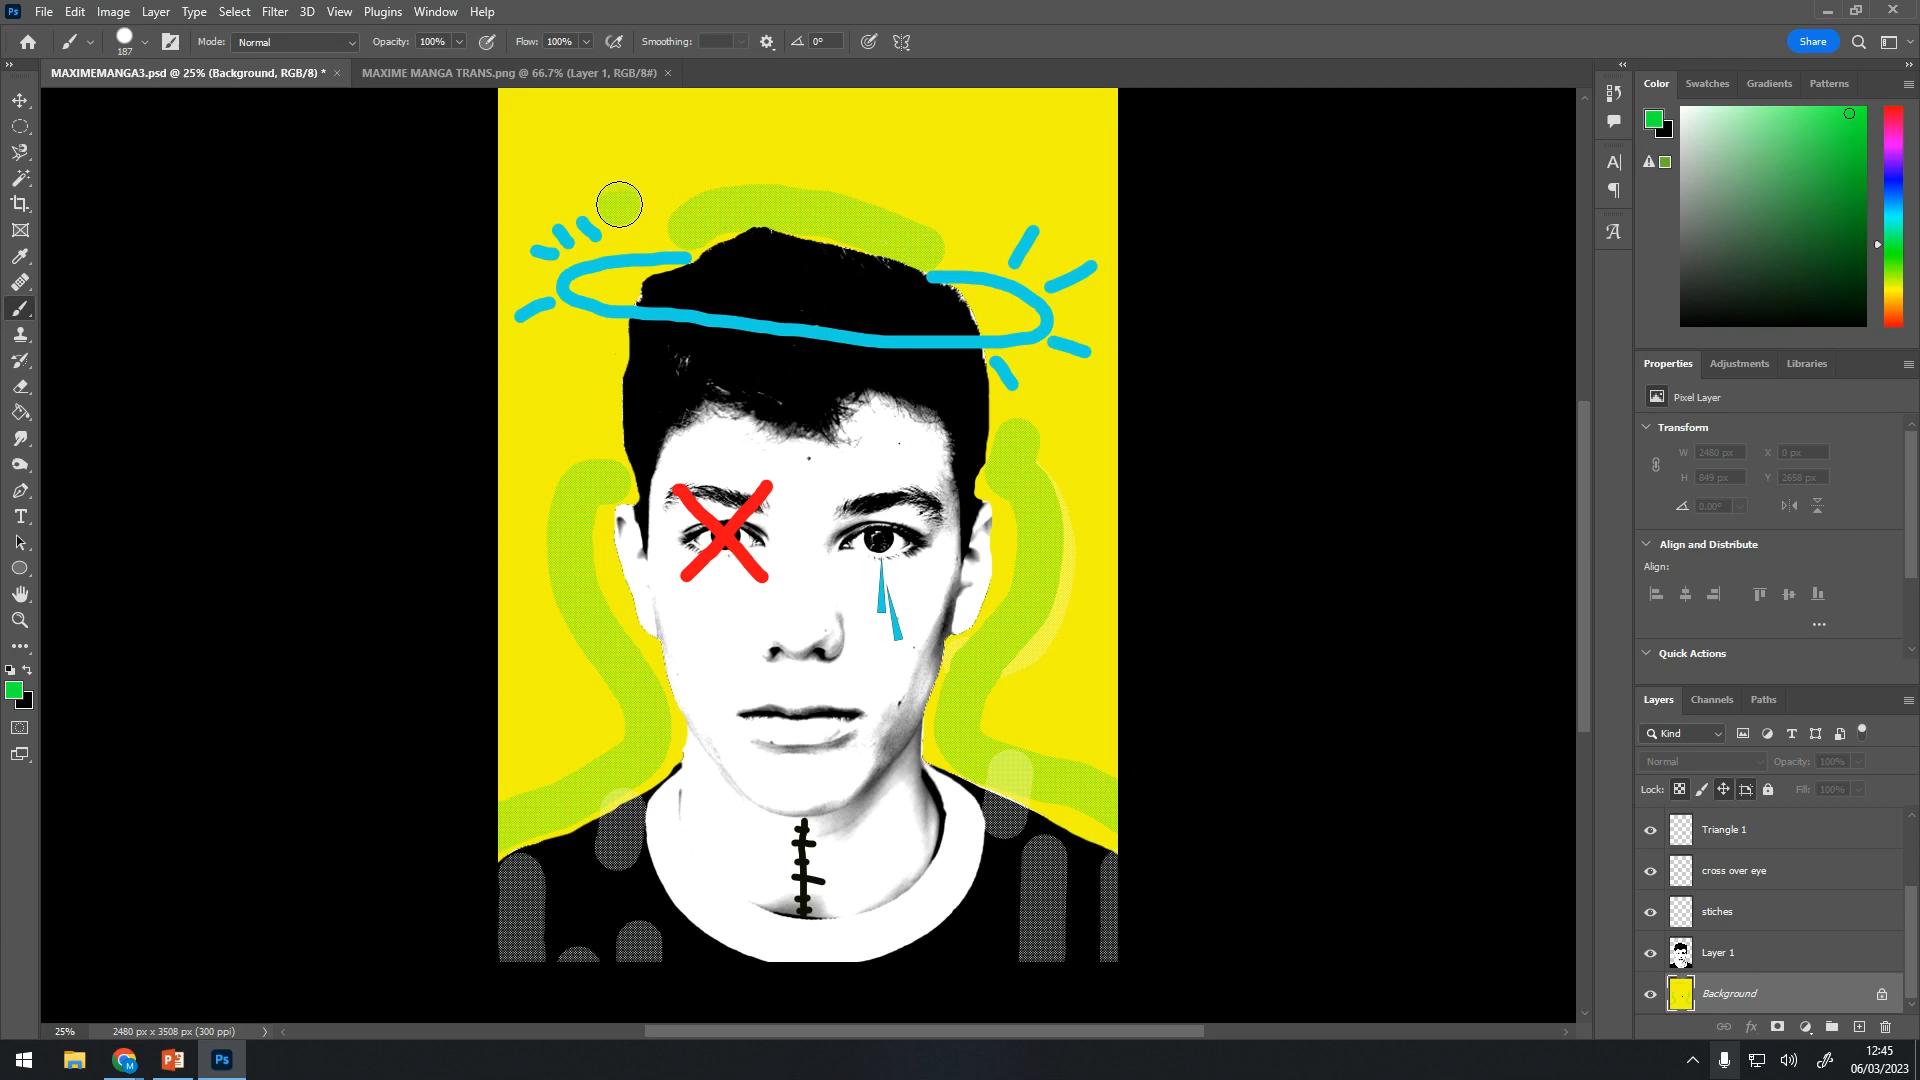 Ps File Edit Image Layer Type Select Filter 3D View Plugins Window Help
187 Mode: Normal Opacity: 100% Flow: 100% Smoothing: 0° Share
MAXIMEMANGA3.psd @ 25% (Background, RGB/8) * × MAXIME MANGA TRANS.png @ 66.7% (Layer 1, RGB/8#) ×
Color Swatches Gradients Patterns
Properties Adjustments Libraries
Pixel Layer
Transform
W 2480 px X 0 px
H 849 px Y 2658 px
0.00°
Align and Distribute
Align:
Quick Actions
Layers Channels Paths
Kind
Normal Opacity: 100%
Lock: Fill: 100%
Triangle 1
cross over eye
stiches
Layer 1
Background
25% 2480 px x 3508 px (300 ppi)
Ps
12:45
06/03/2023